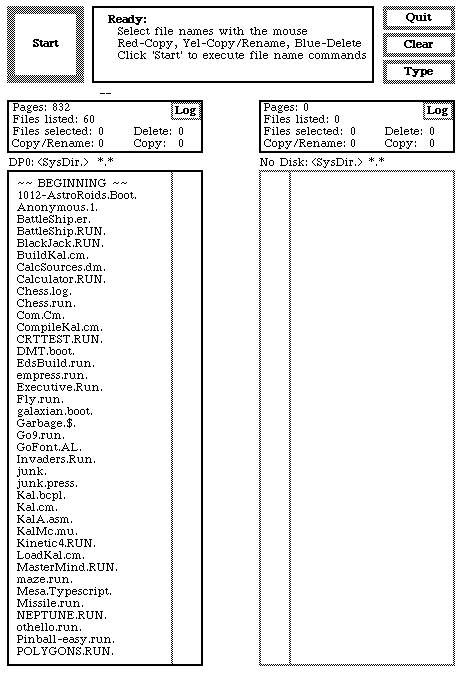 Start
Ready:
Select file names with the mouse
Red-Copy, Yel-Copy/Rename, Blue-Delete
Click 'Start' to execute file name commands
Quit
Clear
Type
--
Pages: 832
Log
Files listed: 60
Files selected: 0 Delete: 0
Copy/Rename: 0 Copy: 0
DP0: <SysDir.> *.*
~~ BEGINNING ~~
1012-AstroRoids.Boot.
Anonymous.1.
BattleShip.er.
BattleShip.RUN.
BlackJack.RUN.
BuildKal.cm.
CalcSources.dm.
Calculator.RUN.
Chess.log.
Chess.run.
Com.Cm.
CompileKal.cm.
CRTTEST.RUN.
DMT.boot.
EdsBuild.run.
empress.run.
Executive.Run.
Fly.run.
galaxian.boot.
Garbage.$.
Go9.run.
GoFont.AL.
Invaders.Run.
junk.
junk.press.
Kal.bcpl.
Kal.cm.
KalA.asm.
KalMc.mu.
Kinetic4.RUN.
LoadKal.cm.
MasterMind.RUN.
maze.run.
Mesa.Typescript.
Missile.run.
NEPTUNE.RUN.
othello.run.
Pinball-easy.run.
POLYGONS.RUN.
Pages: 0
Log
Files listed: 0
Files selected: 0 Delete: 0
Copy/Rename: 0 Copy: 0
No Disk: <SysDir.> *.*